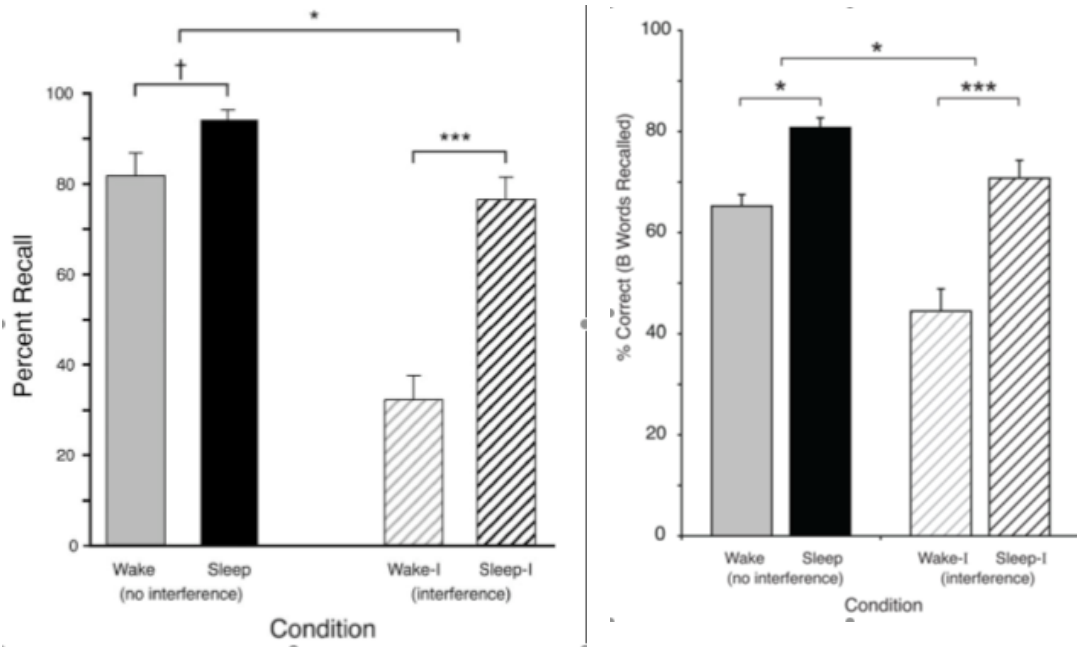 *
†
***
100
80
60
40
20
0
Percent Recall
Wake Sleep Wake-I Sleep-I
(no interference) (interference)
Condition
*
*
***
100
80
60
40
20
0
% Correct (B Words Recalled)
Wake Sleep Wake-I Sleep-I
(no interference) (interference)
Condition